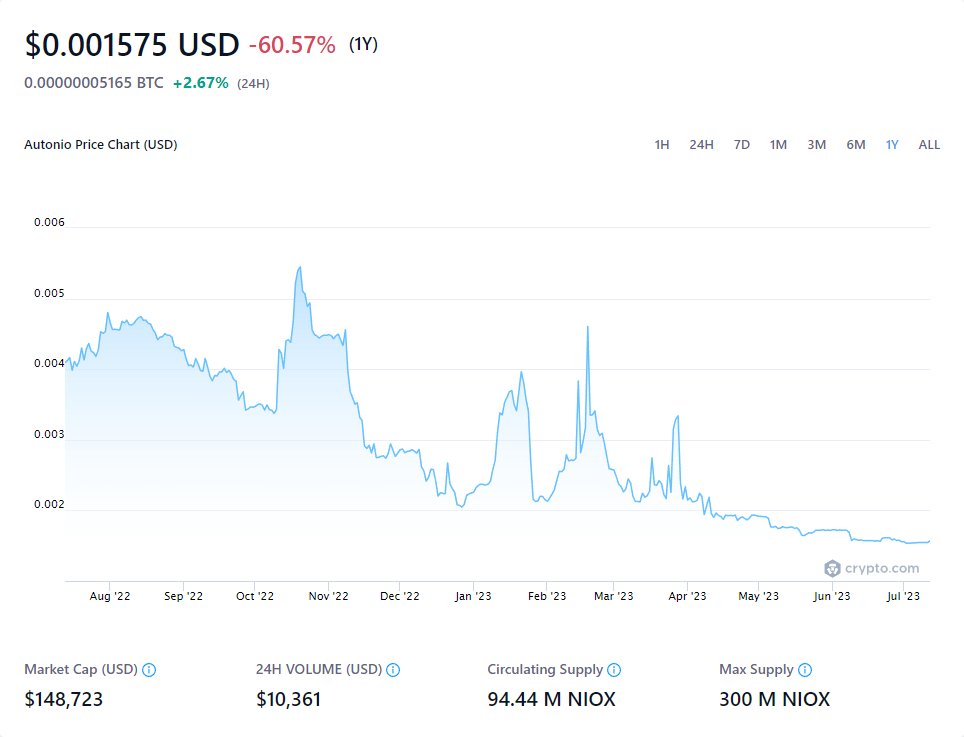 $0.001575 USD -60.57% (1Y)
0.00000005165 BTC +2.67% (24H)
Autonio Price Chart (USD) 1H 24H 7D 1M 3M 6M 1Y ALL
0.006
0.005
0.004
0.003
0.002
crypto.com
Aug '22 Sep '22 Oct '22 Nov '22 Dec '22 Jan '23 Feb '23 Mar '23 Apr '23 May '23 Jun '23 Jul '23
Market Cap (USD) 24H VOLUME (USD) Circulating Supply Max Supply
$148,723 $10,361 94.44 M NIOX 300 M NIOX